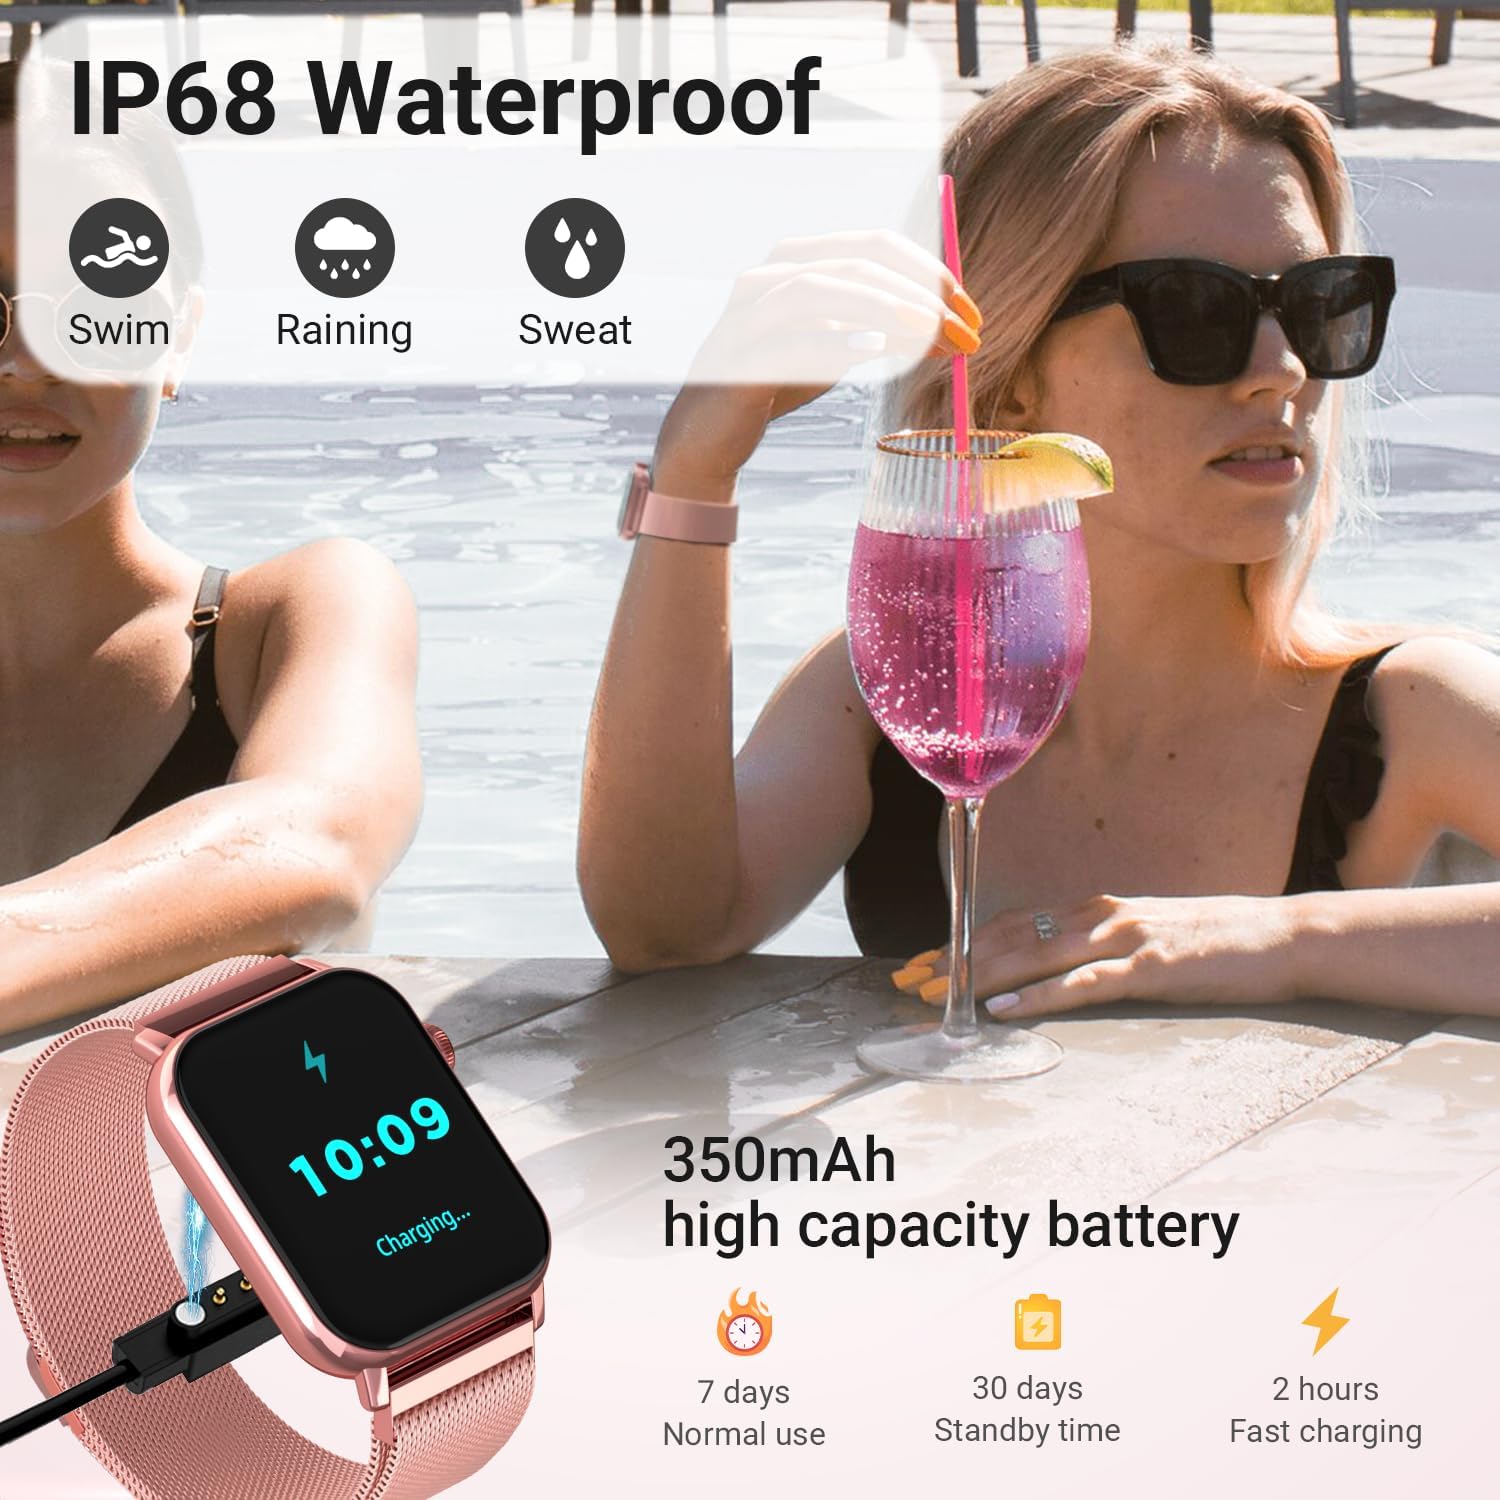 IP68 Waterproof
Swim
Raining
Sweat
10:09
Charging...
350mAh
high capacity battery
7 days
Normal use
30 days
Standby time
2 hours
Fast charging